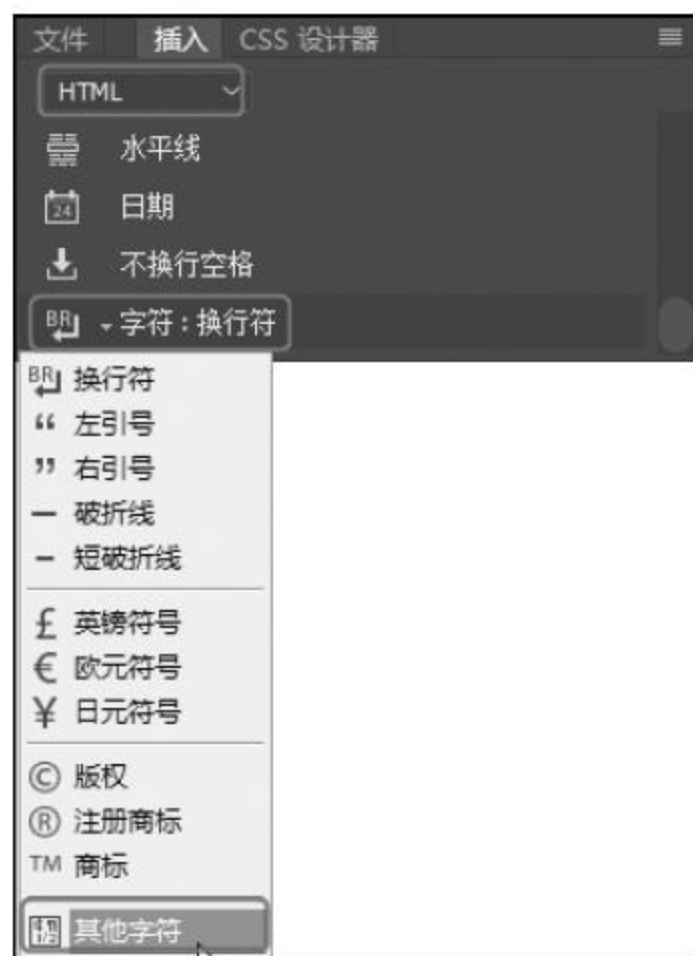 文件 插入 CSS 设计器
HTML
水平线
24 日期
不换行空格
BR 字符：换行符
BR 换行符
“ 左引号
” 右引号
— 破折线
– 短破折线
£ 英镑符号
€ 欧元符号
¥ 日元符号
© 版权
® 注册商标
TM 商标
其他字符